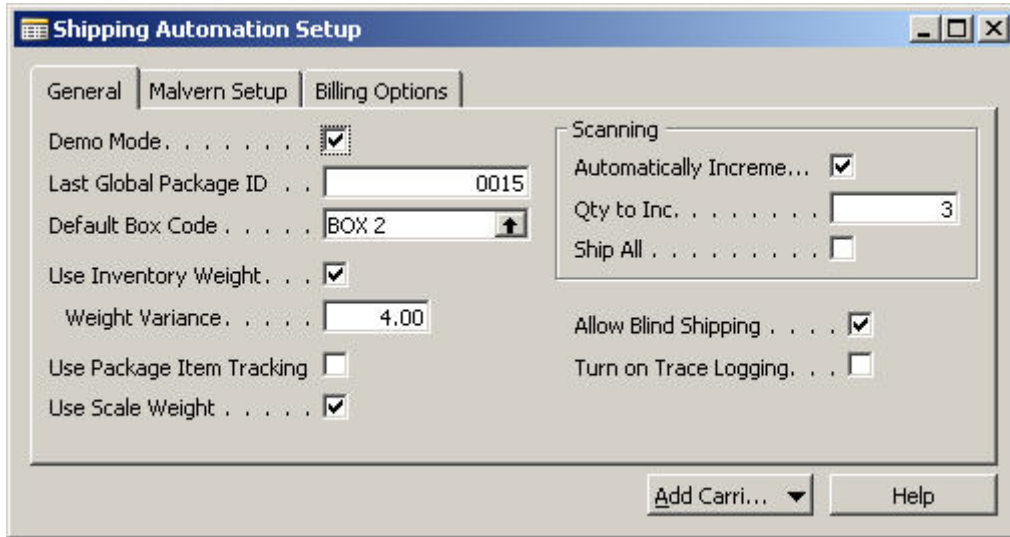 Shipping Automation Setup
General
Malvern Setup
Billing Options
Demo Mode. . . . . . . .
Last Global Package ID . . 0015
Default Box Code . . . . . BOX 2
Use Inventory Weight. . .
Weight Variance. . . . . 4.00
Use Package Item Tracking
Use Scale Weight . . . . .
Scanning
Automatically Increme...
Qty to Inc. . . . . . . . 3
Ship All . . . . . . . . .
Allow Blind Shipping . . . .
Turn on Trace Logging. . .
Add Carri...
Help